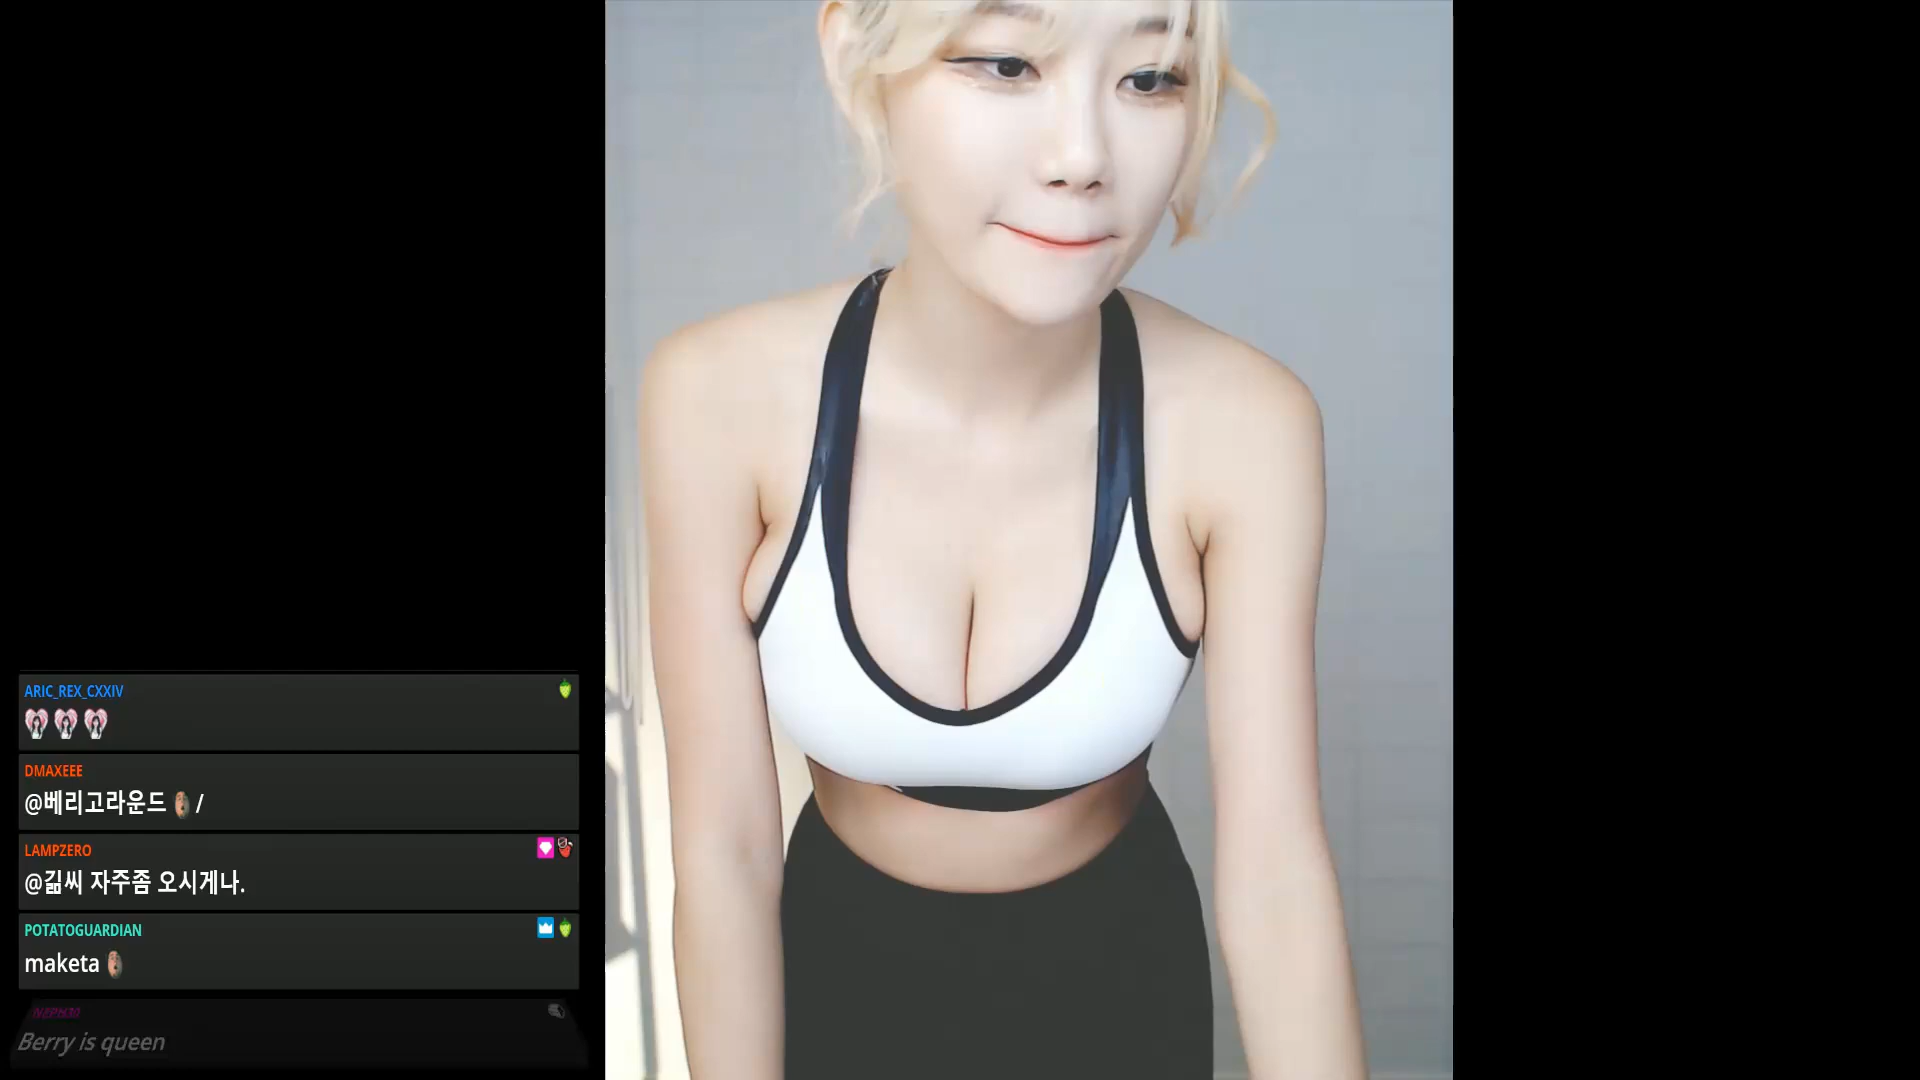 ARIC_REX_CXXIV
DMAXEEE
@베리고라운드 /
LAMPZERO
@긻씨 자주좀 오시게나.
POTATOGUARDIAN
maketa
Berry is queen